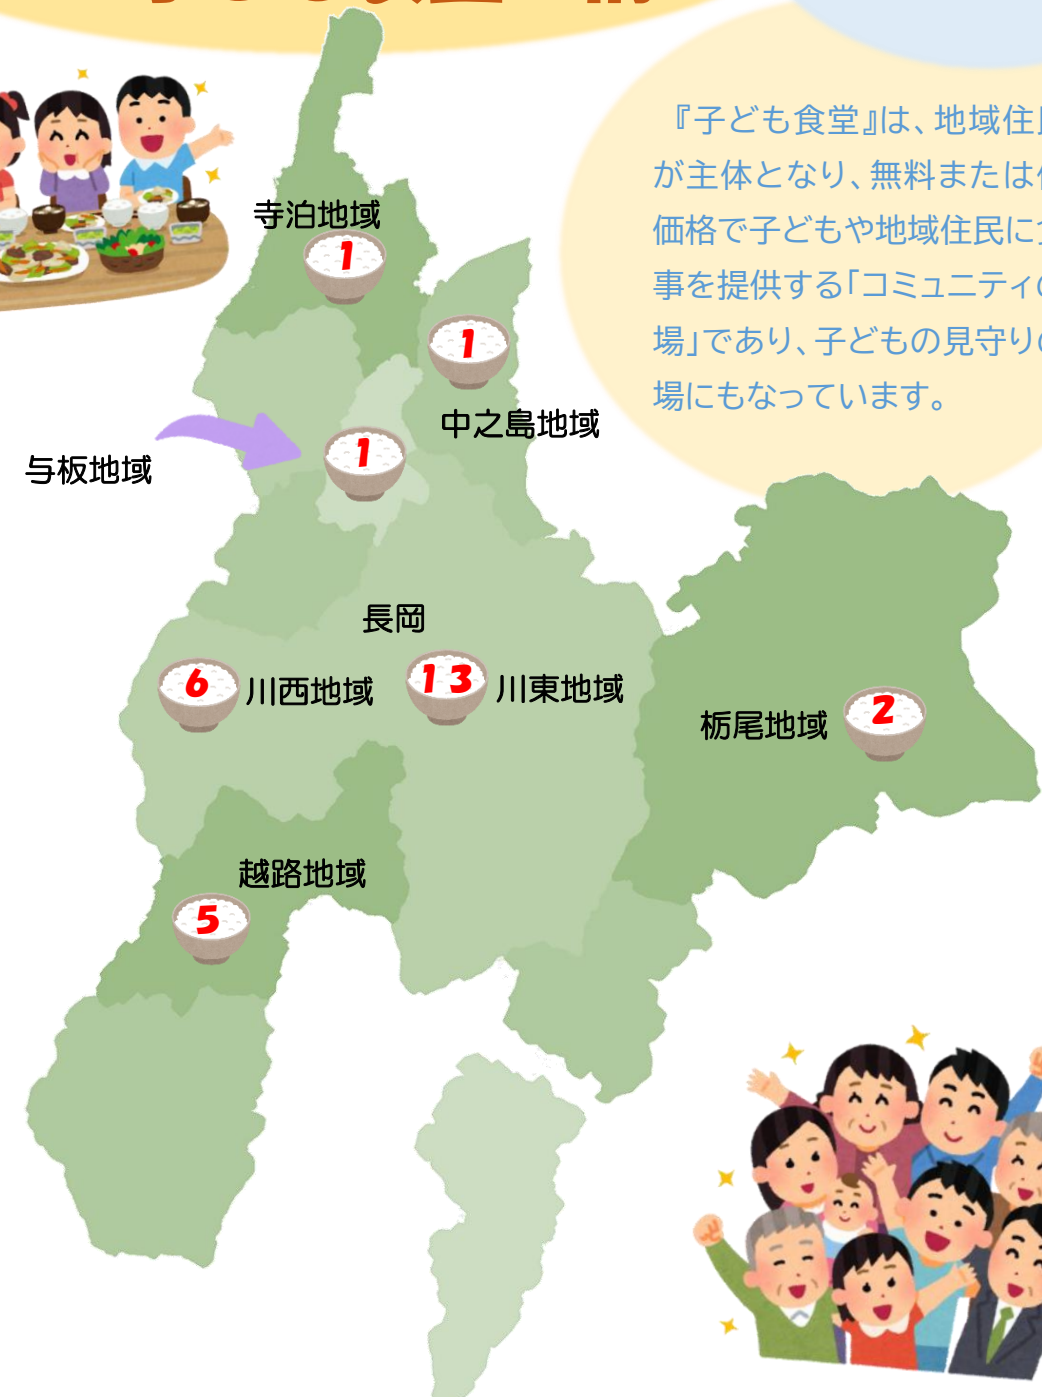 『子ども食堂』は、地域住
が主体となり、無料または
価格で子どもや地域住民に
事を提供する「コミュニティの
場」であり、子どもの見守りの
場にもなっています。
寺泊地域
1
1
中之島地域
1
与板地域
長岡
6
川西地域
13
川東地域
栃尾地域
2
越路地域
5